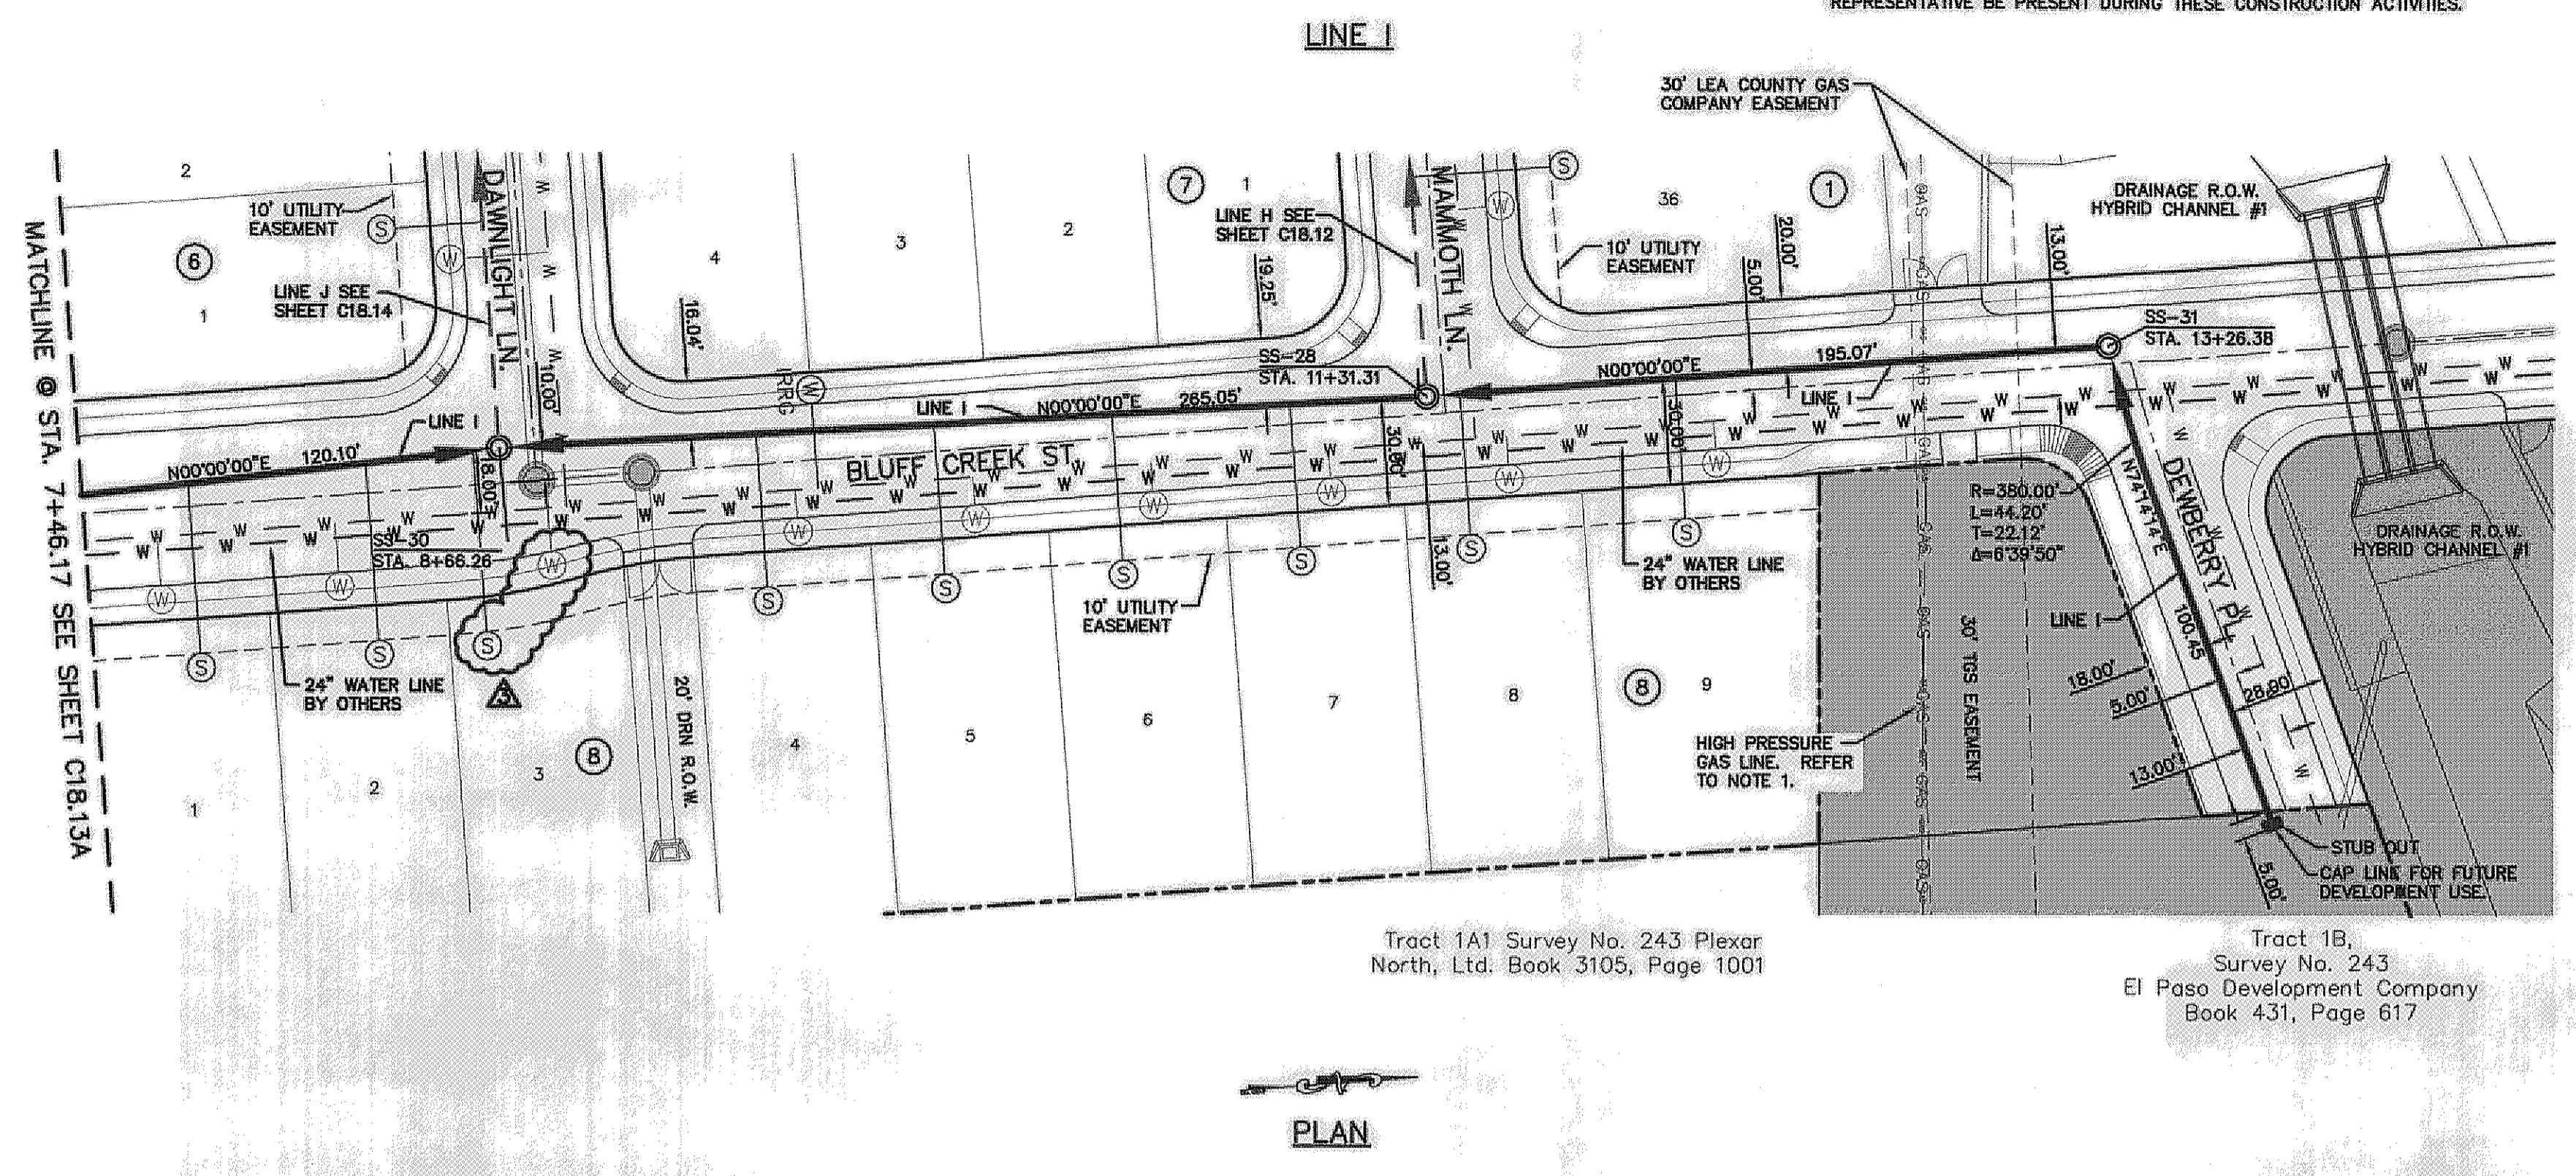 REPRESENTATIVE BE PRESENT DURING THESE CONSTRUCTION ACTIVITIES.
LINE I
30' LEA COUNTY GAS
COMPANY EASEMENT
MATCHLINE @ STA. 7+46.17 SEE SHEET C18.13A
2
10' UTILITY
EASEMENT
S
6
1
LINE J SEE
SHEET C18.14
DAWNLIGHT LN.
W
W
W
W
10.00'
4
3
2
7
1
16.04'
19.25'
IRRG
W
LINE H SEE
SHEET C18.12
MAMMOTH LN.
W
S
W
36
1
10' UTILITY
EASEMENT
5.00'
20.00'
13.00'
GAS
DRAINAGE R.O.W.
HYBRID CHANNEL #1
SS-31
STA. 13+26.38
SS-28
STA. 11+31.31
N00°00'00"E
195.07'
LINE I
LINE I
N00°00'00"E
265.05'
LINE I
N00°00'00"E
120.10'
BLUFF CREEK ST.
18.00'
30.00'
30.00'
13.00'
SS-30
STA. 8+66.26
W
W
W
W
W
W
W
W
S
S
S
S
S
S
S
S
S
24" WATER LINE
BY OTHERS
3
10' UTILITY
EASEMENT
24" WATER LINE
BY OTHERS
R=380.00'
L=44.20'
T=22.12'
Δ=6°39'50"
N74°14'14"E
DEWBERRY PL.
DRAINAGE R.O.W.
HYBRID CHANNEL #1
LINE I
100.45
18.00'
5.00'
28.90
13.00'
1
2
3
8
20' DRN R.O.W.
4
5
6
7
8
8
9
HIGH PRESSURE
GAS LINE. REFER
TO NOTE 1.
30' TGS EASEMENT
GAS
GAS
GAS
STUB OUT
CAP LINE FOR FUTURE
DEVELOPMENT USE.
5.00'
Tract 1A1 Survey No. 243 Plexar
North, Ltd. Book 3105, Page 1001
Tract 1B,
Survey No. 243
El Paso Development Company
Book 431, Page 617
PLAN